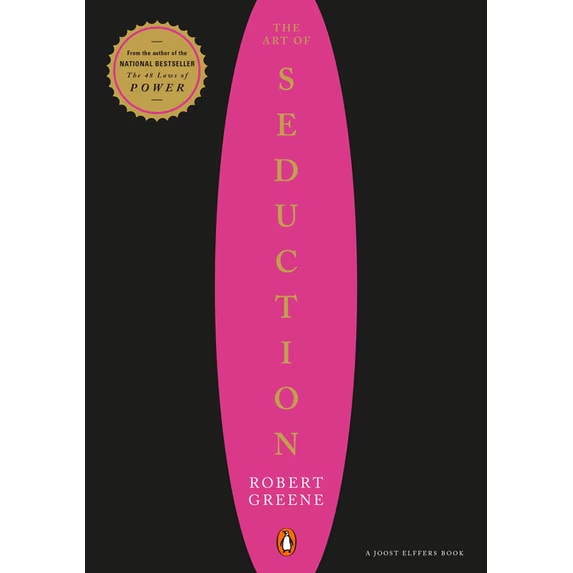 THE
ART OF
SEDUCTION
From the author of the
NATIONAL BESTSELLER
The 48 Laws of
POWER
ROBERT
GREENE
A JOOST ELFFERS BOOK